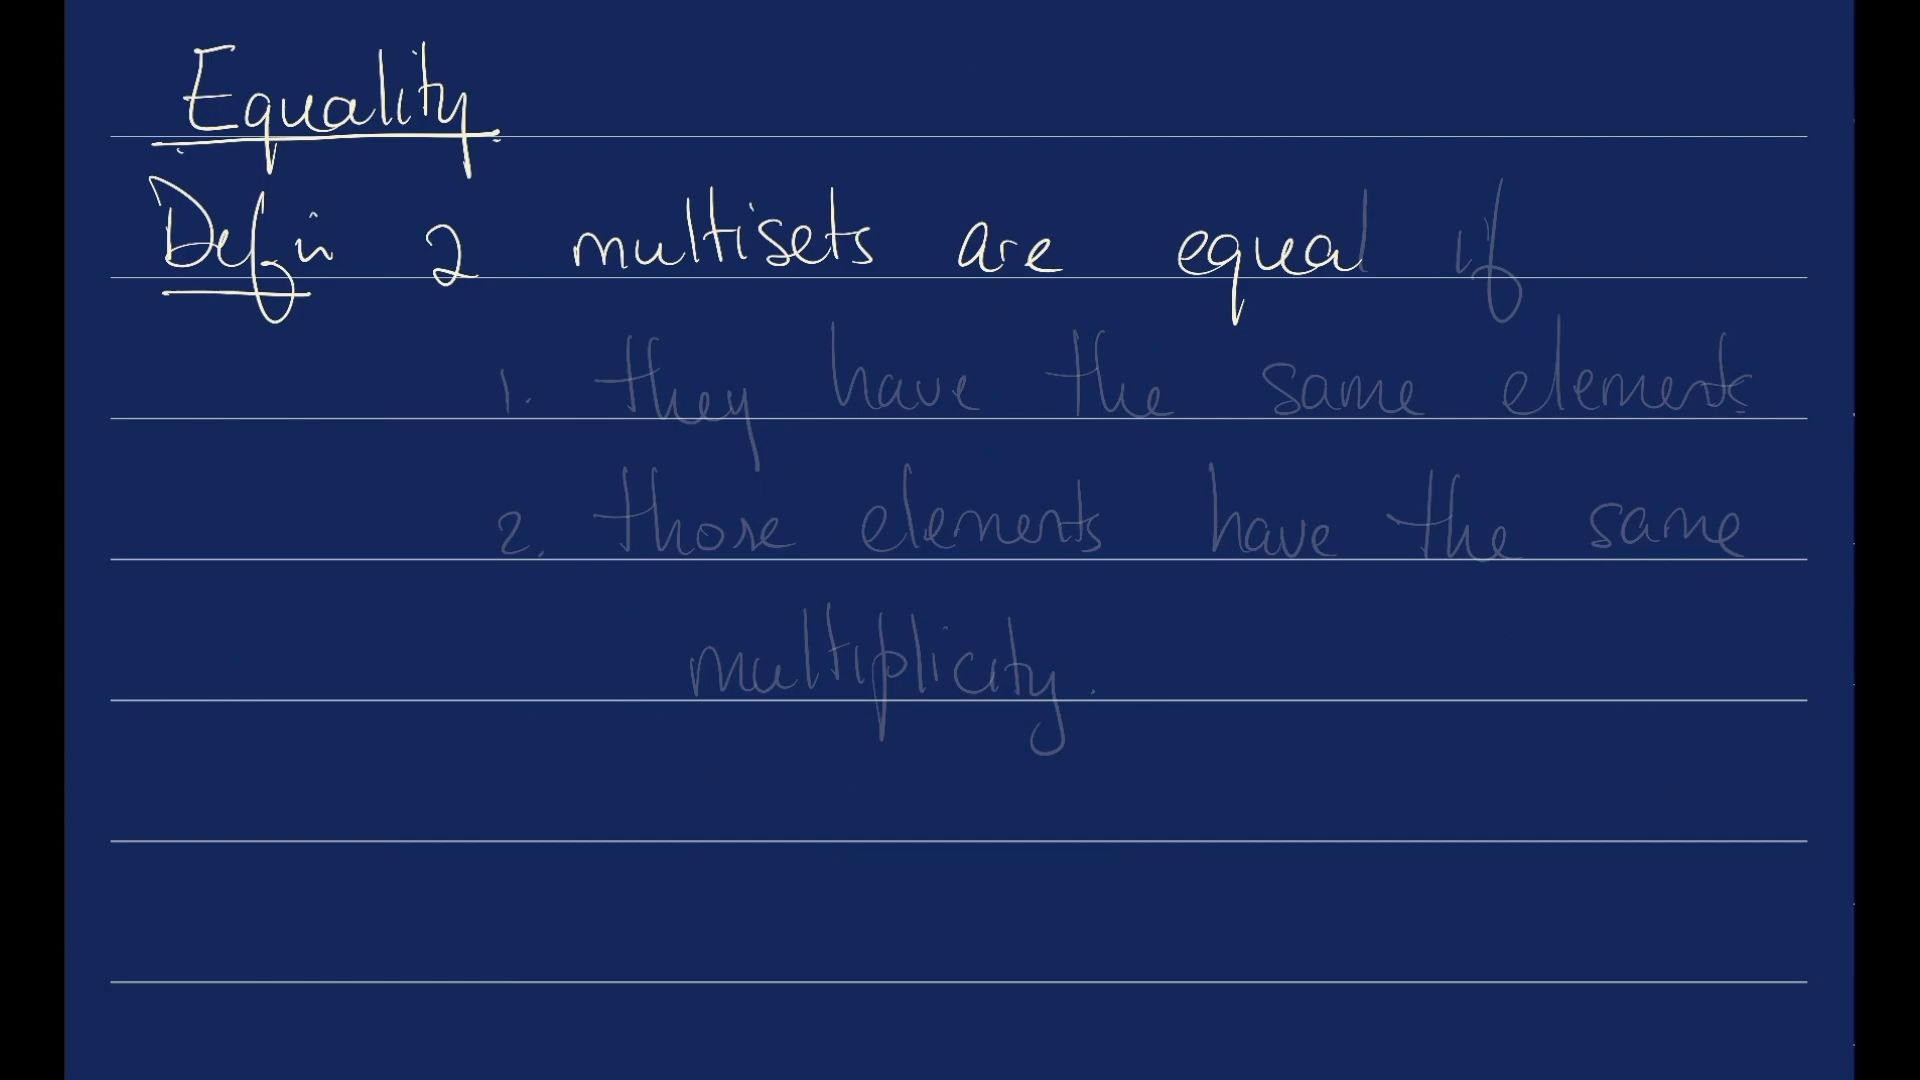 Equality
Defn 2 multisets are equal if
1. they have the same elements
2. those elements have the same
multiplicity.